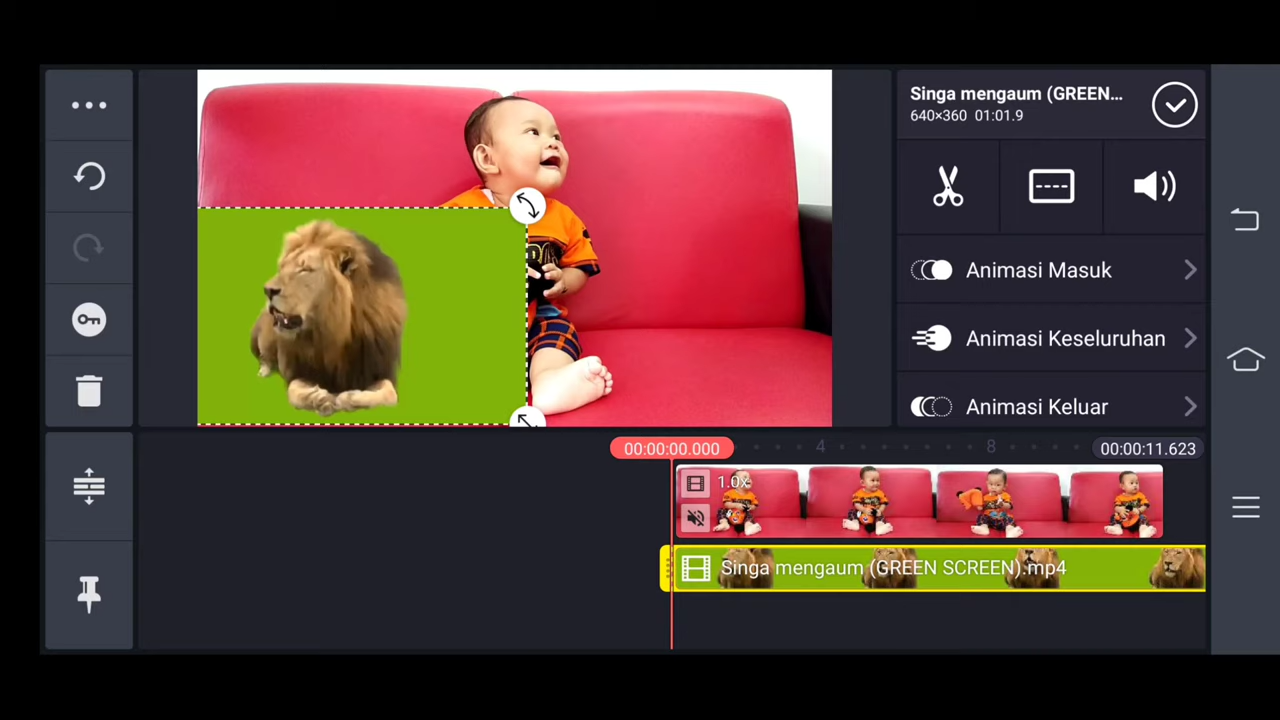 Singa mengaum (GREEN...
640×360 01:01.9
Animasi Masuk
Animasi Keseluruhan
Animasi Keluar
00:00:00.000
4
8
00:00:11.623
1.0x
Singa mengaum (GREEN SCREEN).mp4